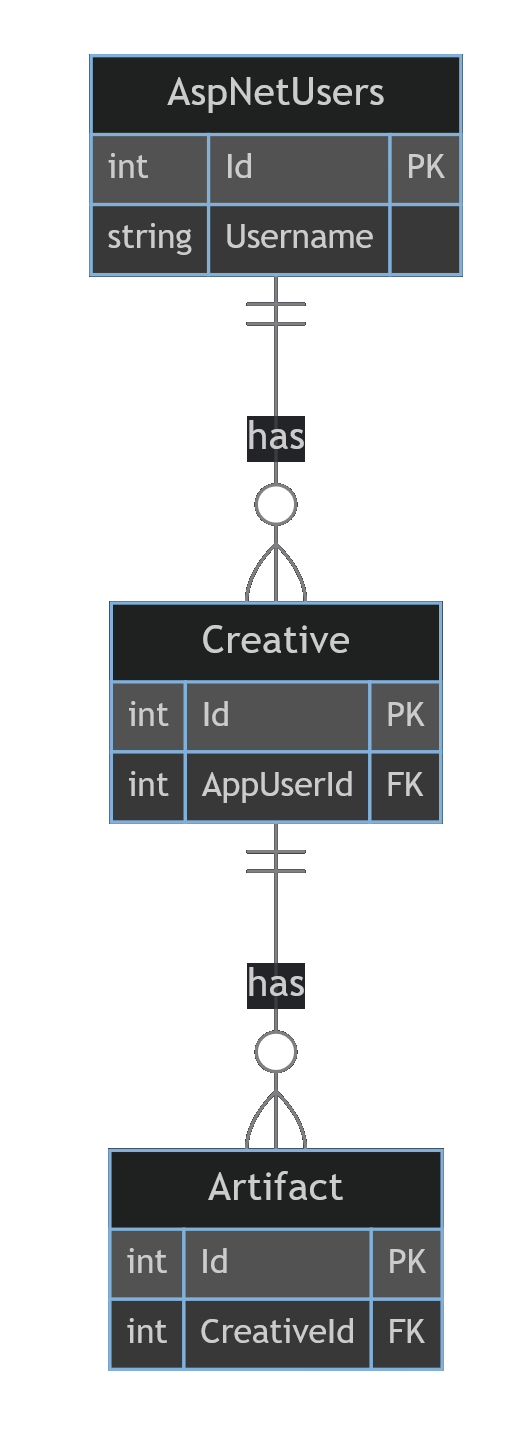 AspNetUsers
int Id PK
string Username
has
Creative
int Id PK
int AppUserId FK
has
Artifact
int Id PK
int CreativeId FK